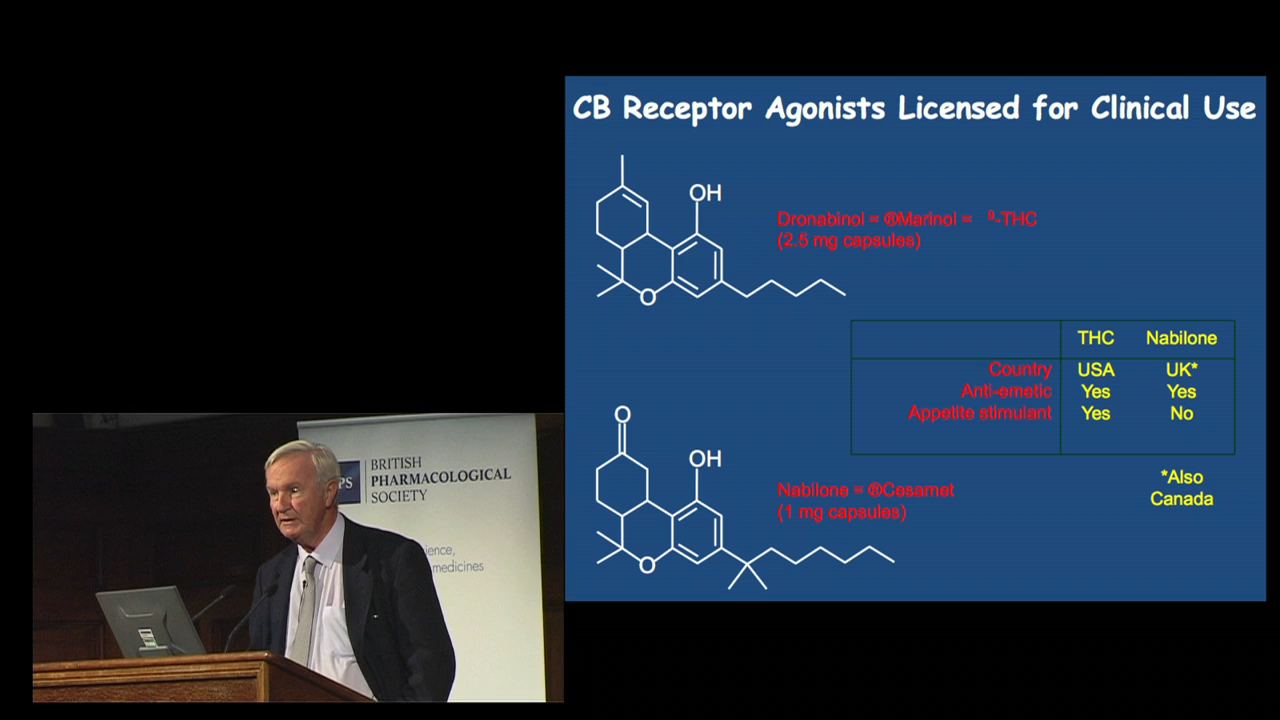 CB Receptor Agonists Licensed for Clinical Use
OH
Dronabinol = ®Marinol = ⁹-THC
(2.5 mg capsules)
O
THC Nabilone
Country USA UK*
Anti-emetic Yes Yes
Appetite stimulant Yes No
*Also
Canada
O
OH
Nabilone = ®Cesamet
(1 mg capsules)
O
PS
BRITISH
PHARMACOLOGICAL
SOCIETY
ience,
medicines